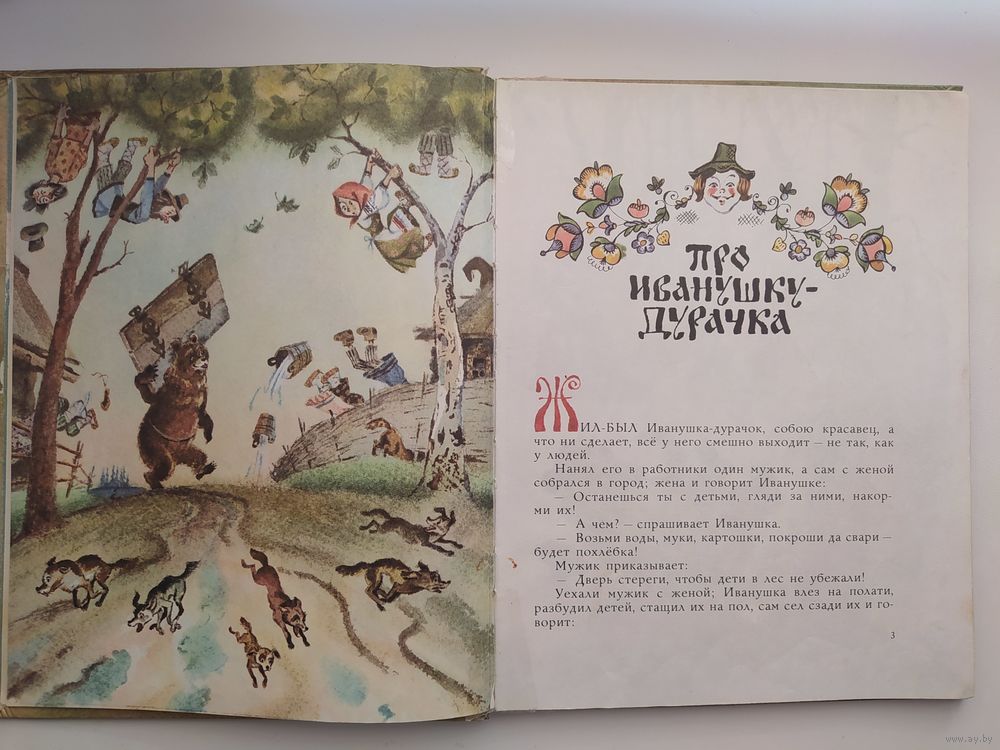 ПРО
ИВАНУШКУ-
ДУРАЧКА
ЖИЛ-БЫЛ Иванушка-дурачок, собою красавец, а
что ни сделает, всё у него смешно выходит — не так, как
у людей.
Нанял его в работники один мужик, а сам с женой
собрался в город; жена и говорит Иванушке:
— Останешься ты с детьми, гляди за ними, накор-
ми их!
— А чем? — спрашивает Иванушка.
— Возьми воды, муки, картошки, покроши да свари —
будет похлёбка!
Мужик приказывает:
— Дверь стереги, чтобы дети в лес не убежали!
Уехали мужик с женой; Иванушка влез на полати,
разбудил детей, стащил их на пол, сам сел сзади их и го-
ворит:
3
www.ay.by